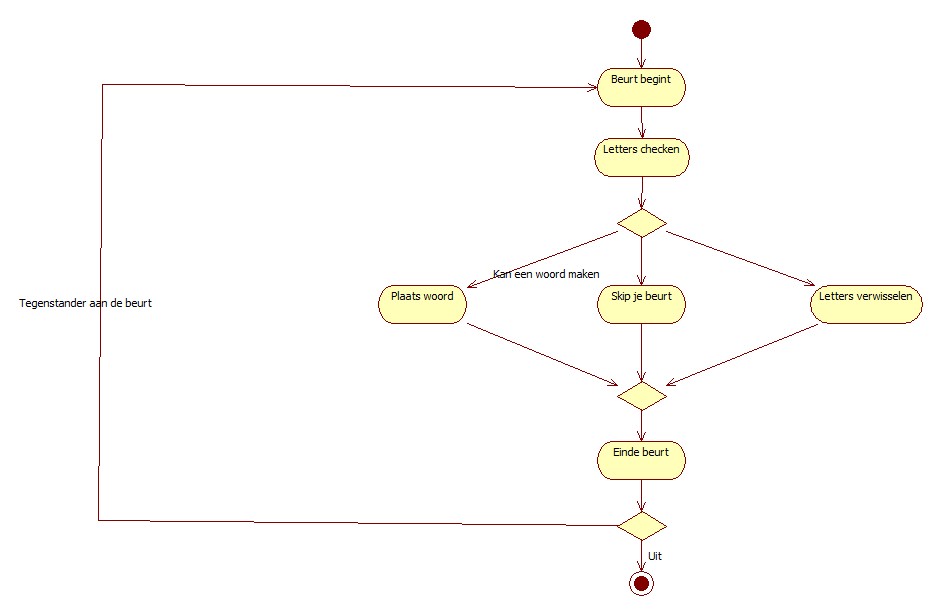 Beurt begint
Letters checken
Kan een woord maken
Plaats woord
Skip je beurt
Letters verwisselen
Tegenstander aan de beurt
Einde beurt
Uit